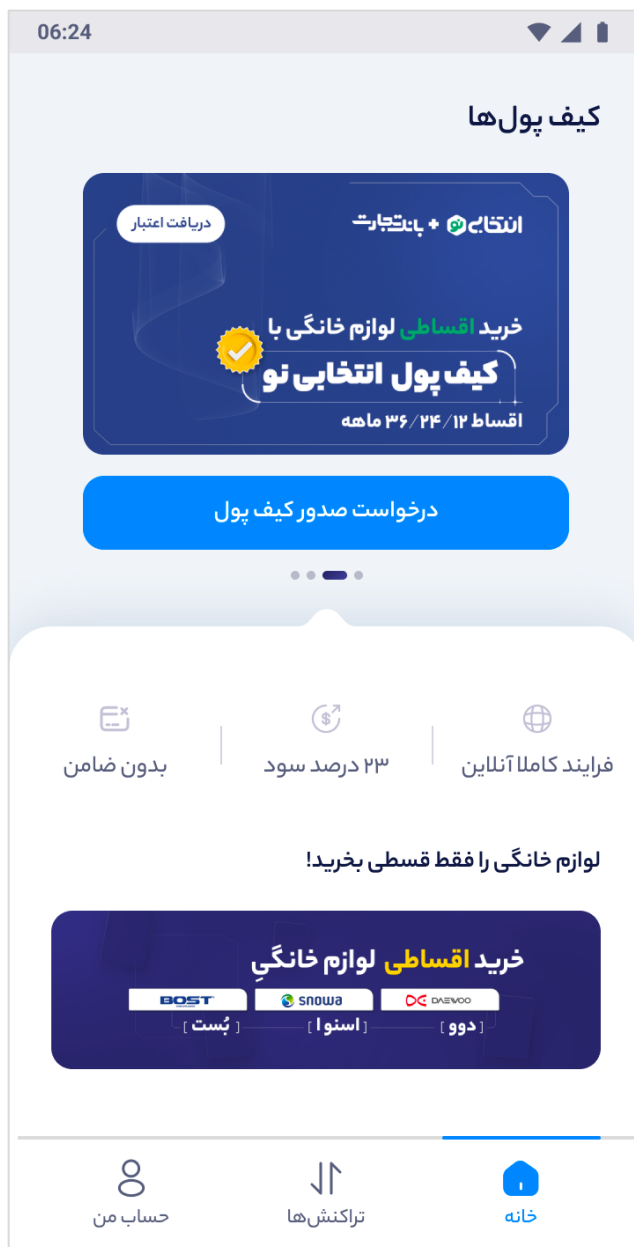 06:24
کیف پول‌ها
انتخابی نو + بانک تجارت
دریافت اعتبار
خرید اقساطی لوازم خانگی با
کیف پول انتخابی نو
اقساط ۳۶/۲۴/۱۲ ماهه
درخواست صدور کیف پول
فرایند کاملا آنلاین
۲۳ درصد سود
بدون ضامن
لوازم خانگی را فقط قسطی بخرید!
خرید اقساطی لوازم خانگیِ
DAEWOO
snowa
BOST
[دوو]
[اسنوا]
[بُست]
خانه
تراکنش‌ها
حساب من